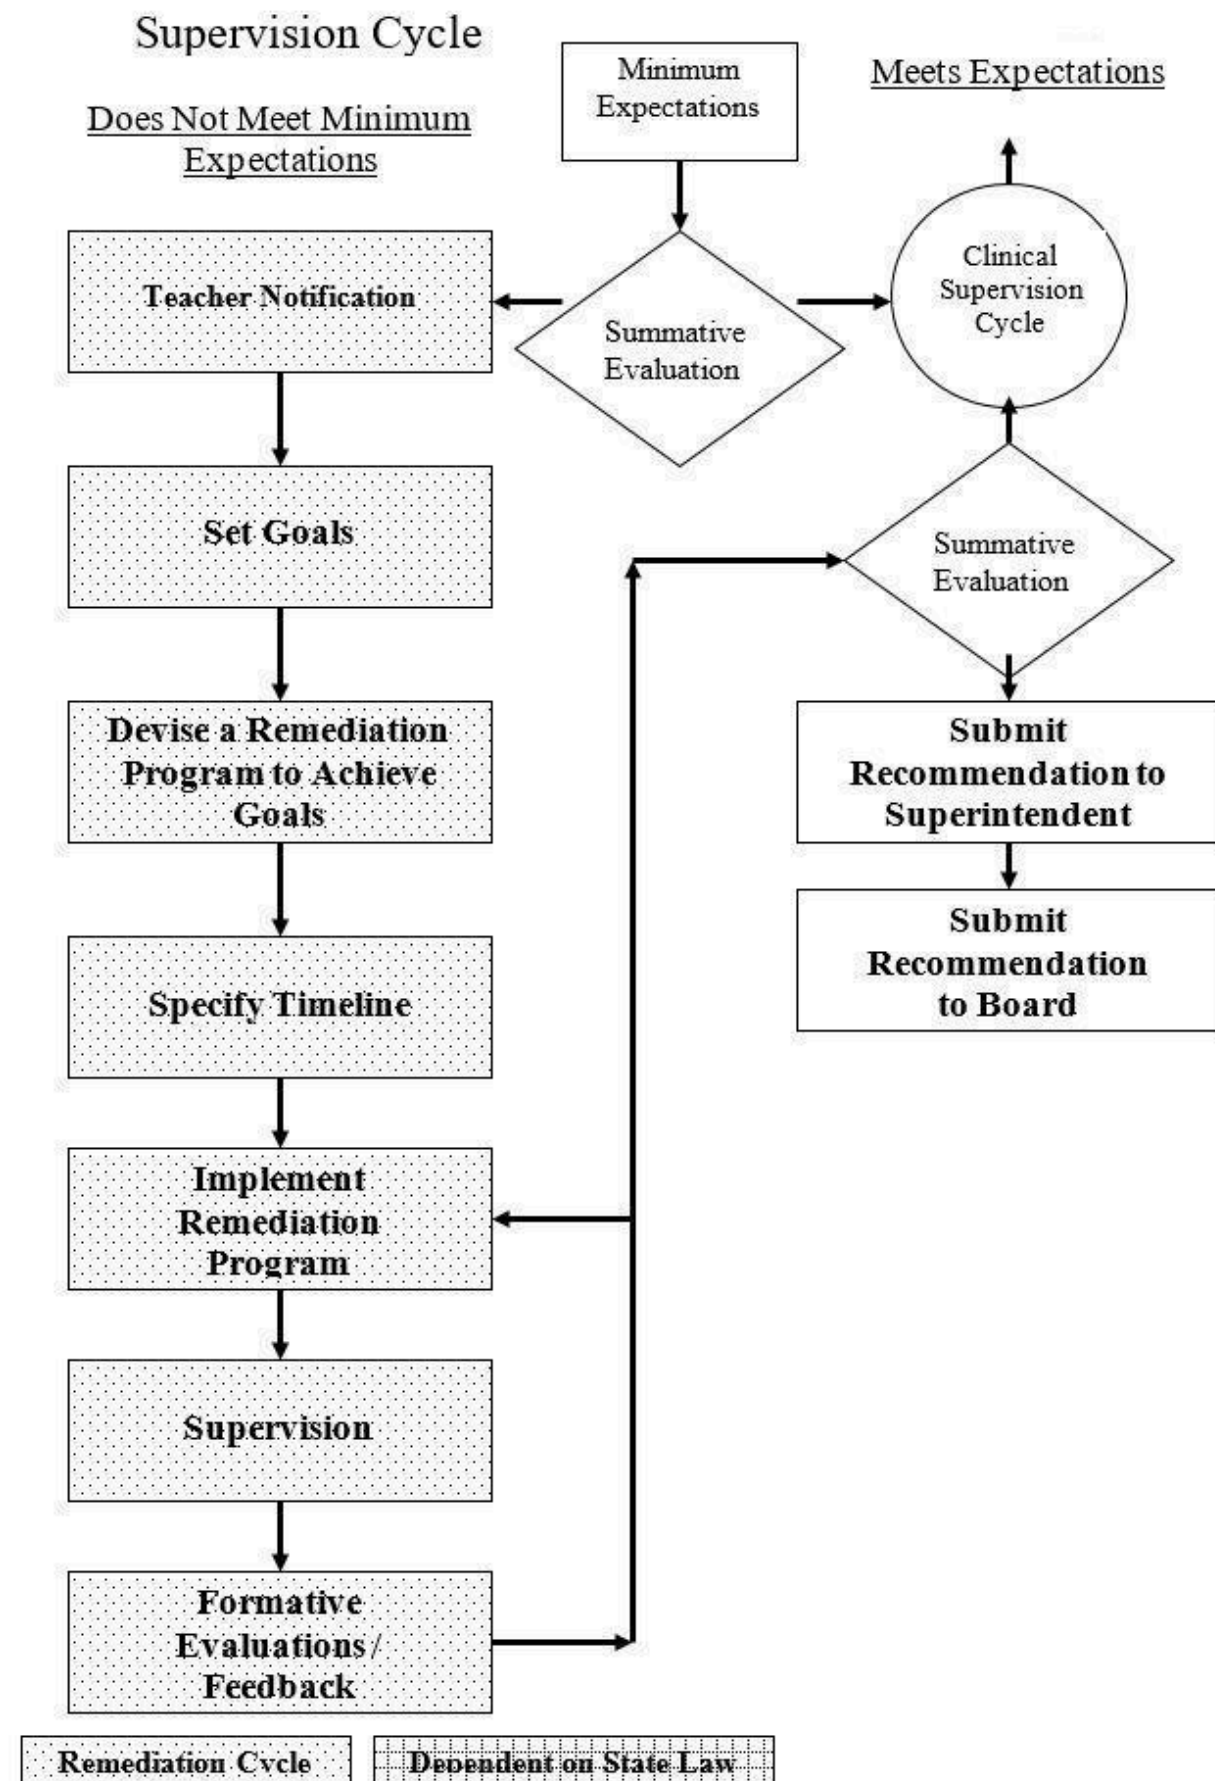 Supervision Cycle
Does Not Meet Minimum
Expectations
Minimum
Expectations
Meets Expectations
Teacher Notification
Summative
Evaluation
Clinical
Supervision
Cycle
Set Goals
Summative
Evaluation
Devise a Remediation
Program to Achieve
Goals
Submit
Recommendation to
Superintendent
Specify Timeline
Submit
Recommendation
to Board
Implement
Remediation
Program
Supervision
Formative
Evaluations /
Feedback
Remediation Cycle
Dependent on State Law